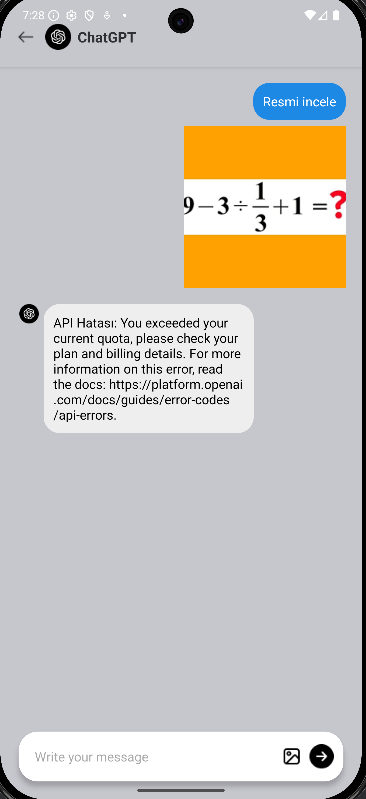 7:28
ChatGPT
Resmi incele
9−3÷1/3+1=?
API Hatası: You exceeded your
current quota, please check your
plan and billing details. For more
information on this error, read
the docs: https://platform.openai
.com/docs/guides/error-codes
/api-errors.
Write your message